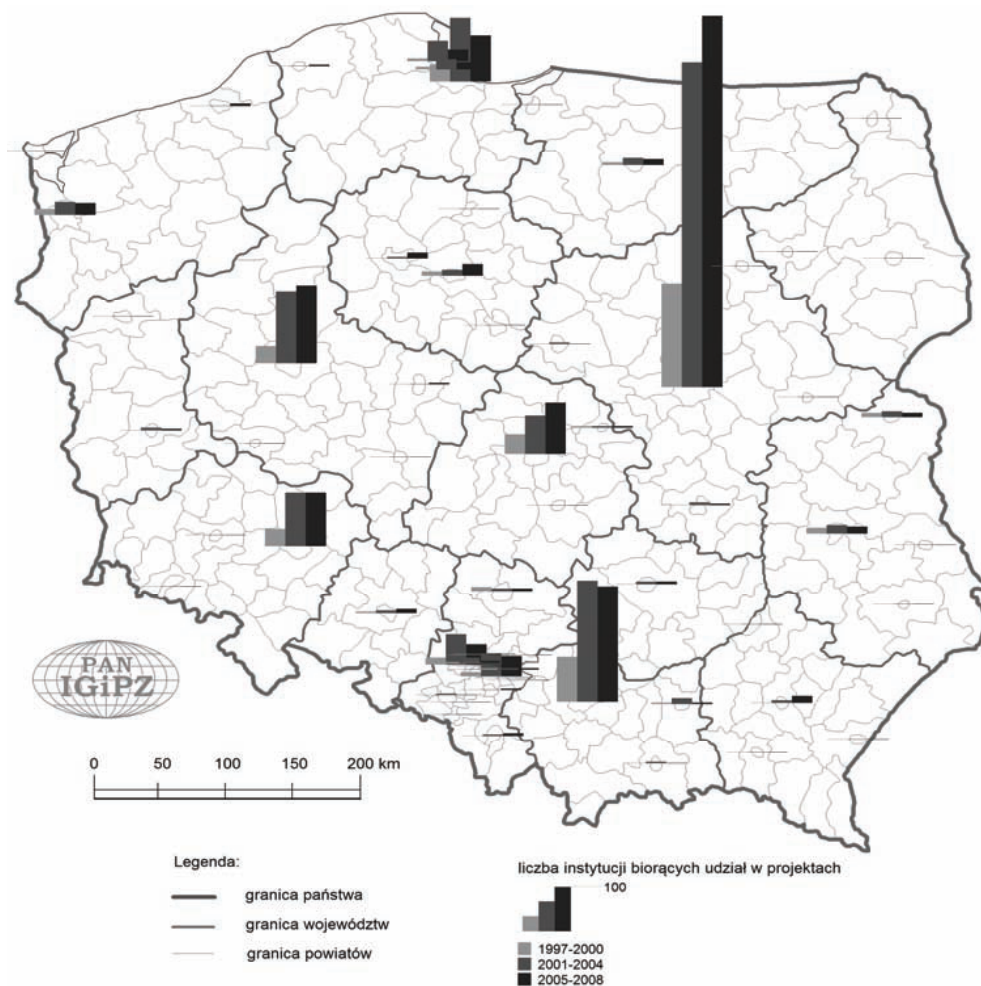 PAN
IGiPZ
0 50 100 150 200 km
Legenda:
granica państwa
granica województw
granica powiatów
liczba instytucji biorących udział w projektach
100
1997-2000
2001-2004
2005-2008